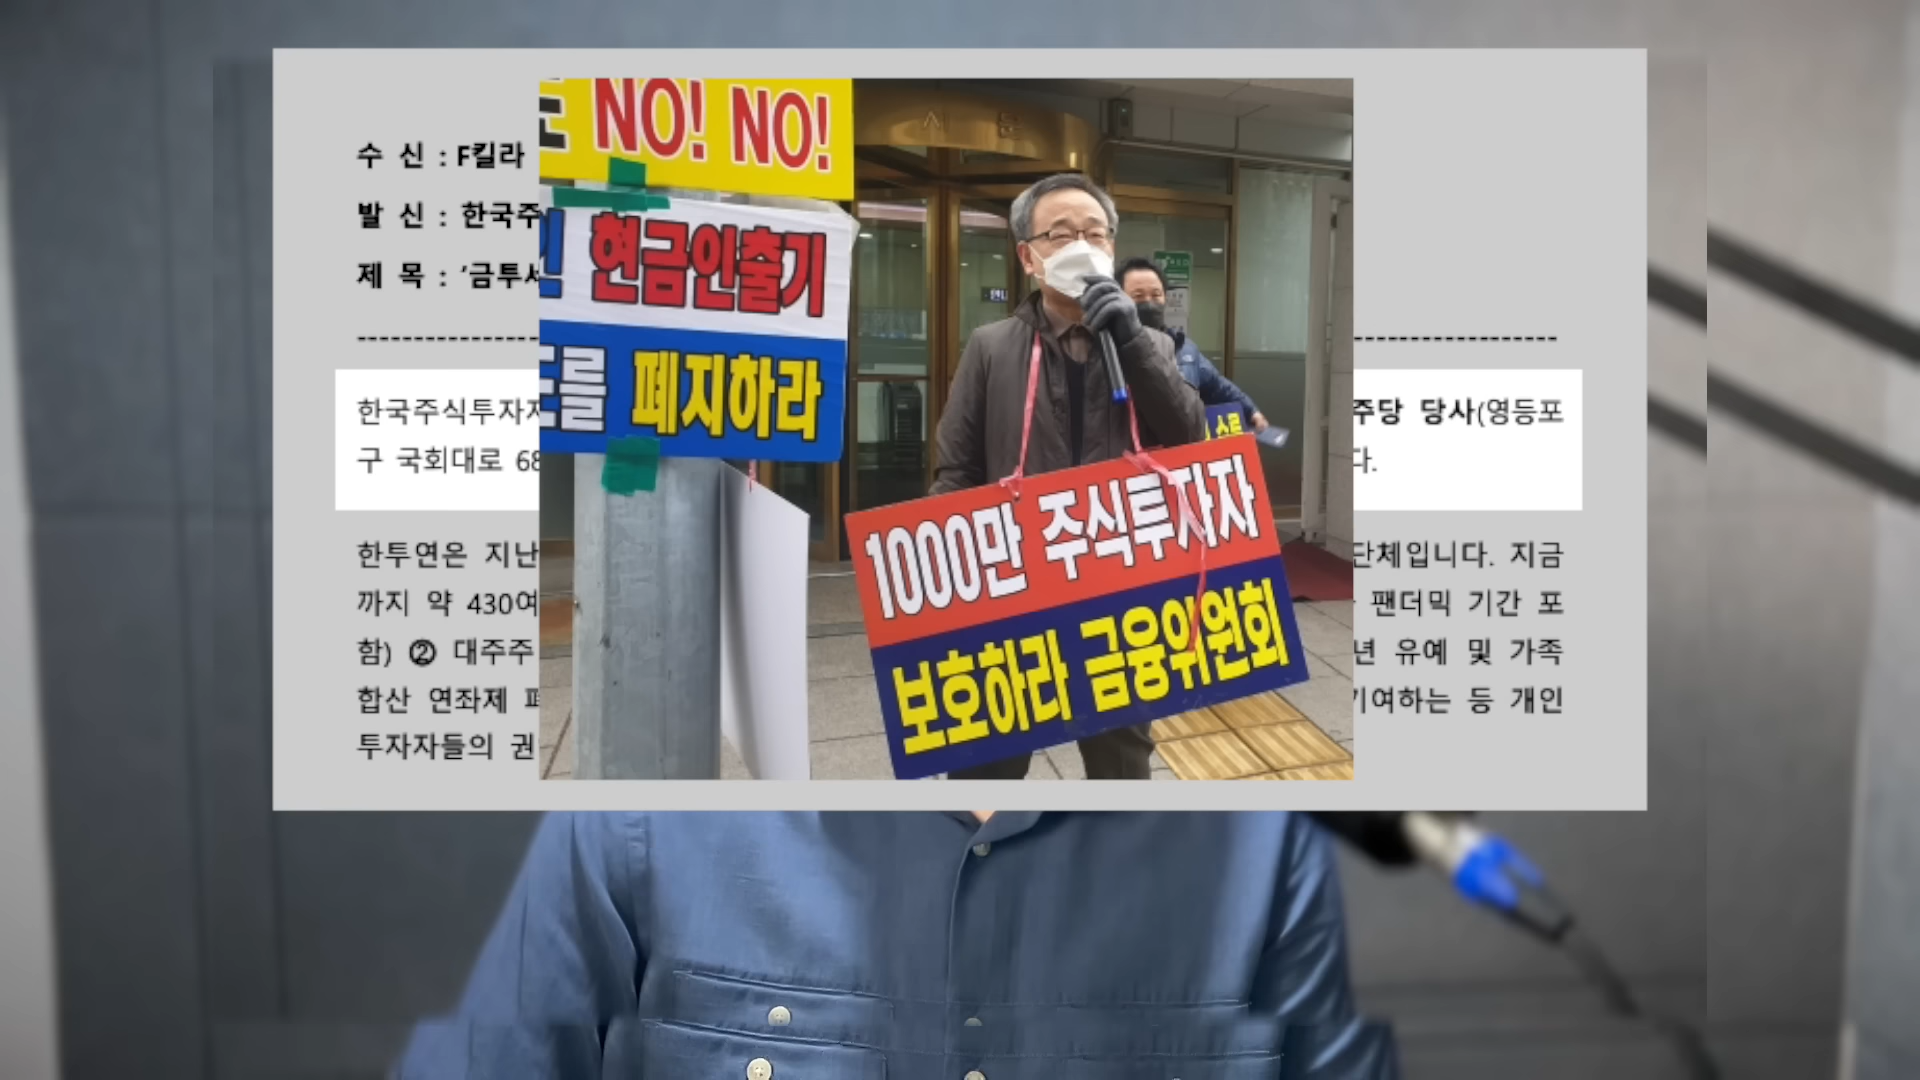 수 신 : F킬라
발 신 : 한국주
제 목 : '금투세
한국주식투자자
주당 당사(영등포
구 국회대로 68
다.
한투연은 지난
단체입니다. 지금
까지 약 430여
팬더믹 기간 포
함) ② 대주주
년 유예 및 가족
합산 연좌제 폐
기여하는 등 개인
투자자들의 권
NO! NO!
현금인출기
를 폐지하라
1000만 주식투자자
보호하라 금융위원회